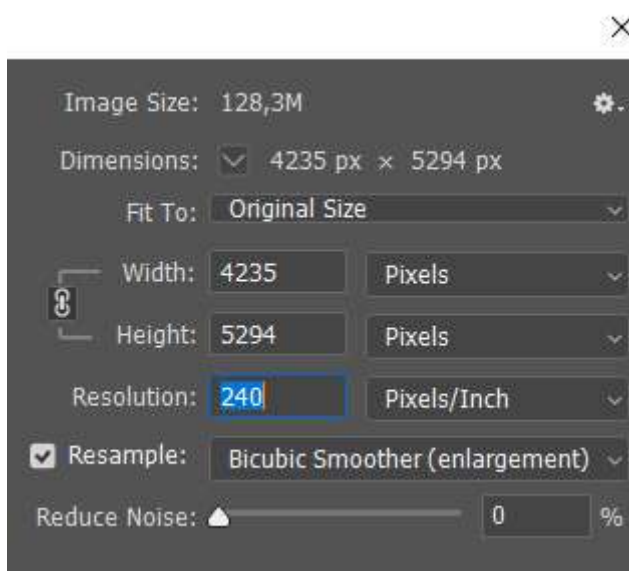 Image Size: 128,3M
Dimensions: 4235 px × 5294 px
Fit To: Original Size
Width: 4235 Pixels
Height: 5294 Pixels
Resolution: 240 Pixels/Inch
Resample: Bicubic Smoother (enlargement)
Reduce Noise: 0 %